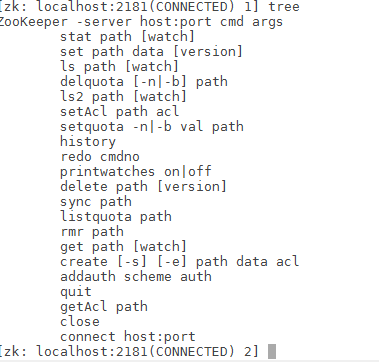 [zk: localhost:2181(CONNECTED) 1] tree
ZooKeeper -server host:port cmd args
        stat path [watch]
        set path data [version]
        ls path [watch]
        delquota [-n|-b] path
        ls2 path [watch]
        setAcl path acl
        setquota -n|-b val path
        history
        redo cmdno
        printwatches on|off
        delete path [version]
        sync path
        listquota path
        rmr path
        get path [watch]
        create [-s] [-e] path data acl
        addauth scheme auth
        quit
        getAcl path
        close
        connect host:port
[zk: localhost:2181(CONNECTED) 2]